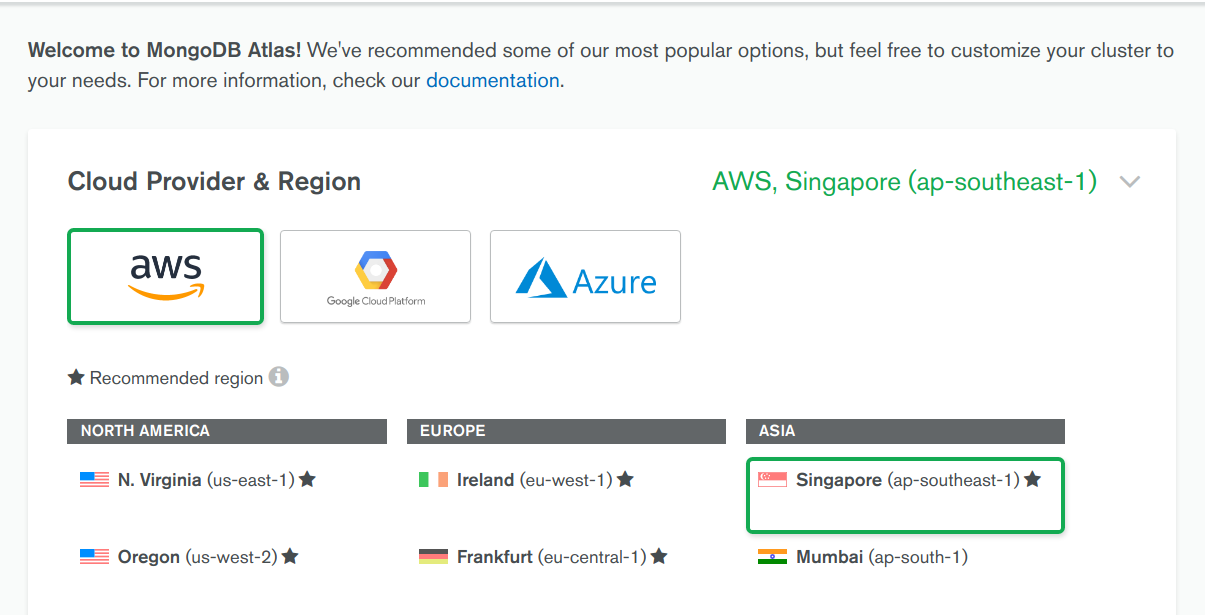 Welcome to MongoDB Atlas! We've recommended some of our most popular options, but feel free to customize your cluster to
your needs. For more information, check our documentation.
Cloud Provider & Region
AWS, Singapore (ap-southeast-1)
aws
Google Cloud Platform
Azure
★ Recommended region
NORTH AMERICA
EUROPE
ASIA
N. Virginia (us-east-1) ★
Ireland (eu-west-1) ★
Singapore (ap-southeast-1) ★
Oregon (us-west-2) ★
Frankfurt (eu-central-1) ★
Mumbai (ap-south-1)